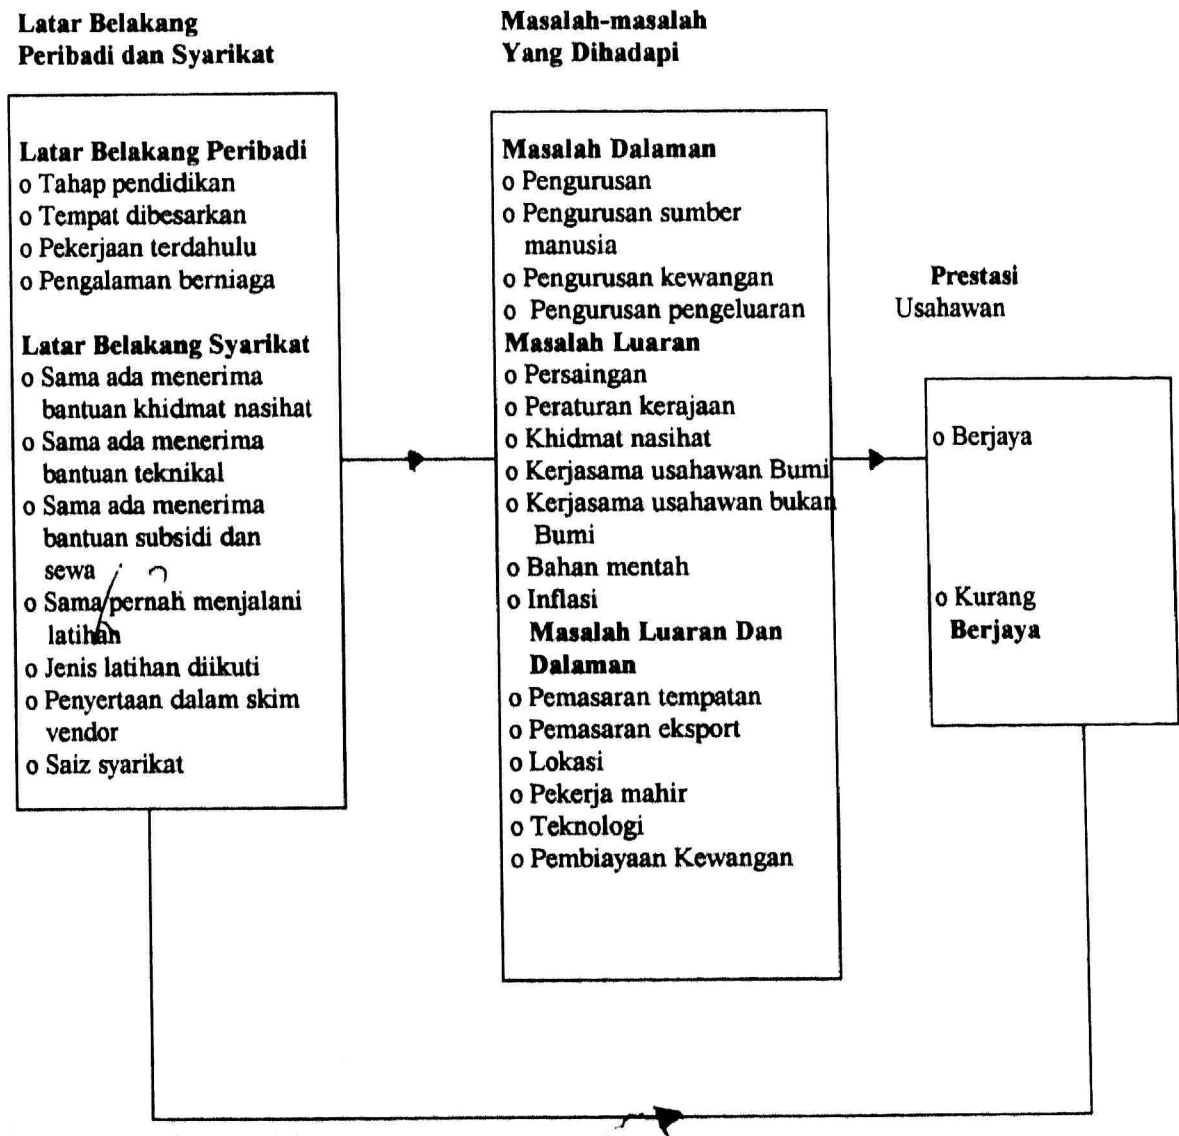 Latar Belakang
Peribadi dan Syarikat
Latar Belakang Peribadi
o Tahap pendidikan
o Tempat dibesarkan
o Pekerjaan terdahulu
o Pengalaman berniaga
Latar Belakang Syarikat
o Sama ada menerima
bantuan khidmat nasihat
o Sama ada menerima
bantuan teknikal
o Sama ada menerima
bantuan subsidi dan
sewa
o Sama/pernah menjalani
latihan
o Jenis latihan diikuti
o Penyertaan dalam skim
vendor
o Saiz syarikat
Masalah-masalah
Yang Dihadapi
Masalah Dalaman
o Pengurusan
o Pengurusan sumber
manusia
o Pengurusan kewangan
o Pengurusan pengeluaran
Masalah Luaran
o Persaingan
o Peraturan kerajaan
o Khidmat nasihat
o Kerjasama usahawan Bumi
o Kerjasama usahawan bukan
Bumi
o Bahan mentah
o Inflasi
Masalah Luaran Dan
Dalaman
o Pemasaran tempatan
o Pemasaran eksport
o Lokasi
o Pekerja mahir
o Teknologi
o Pembiayaan Kewangan
Prestasi
Usahawan
o Berjaya
o Kurang
Berjaya